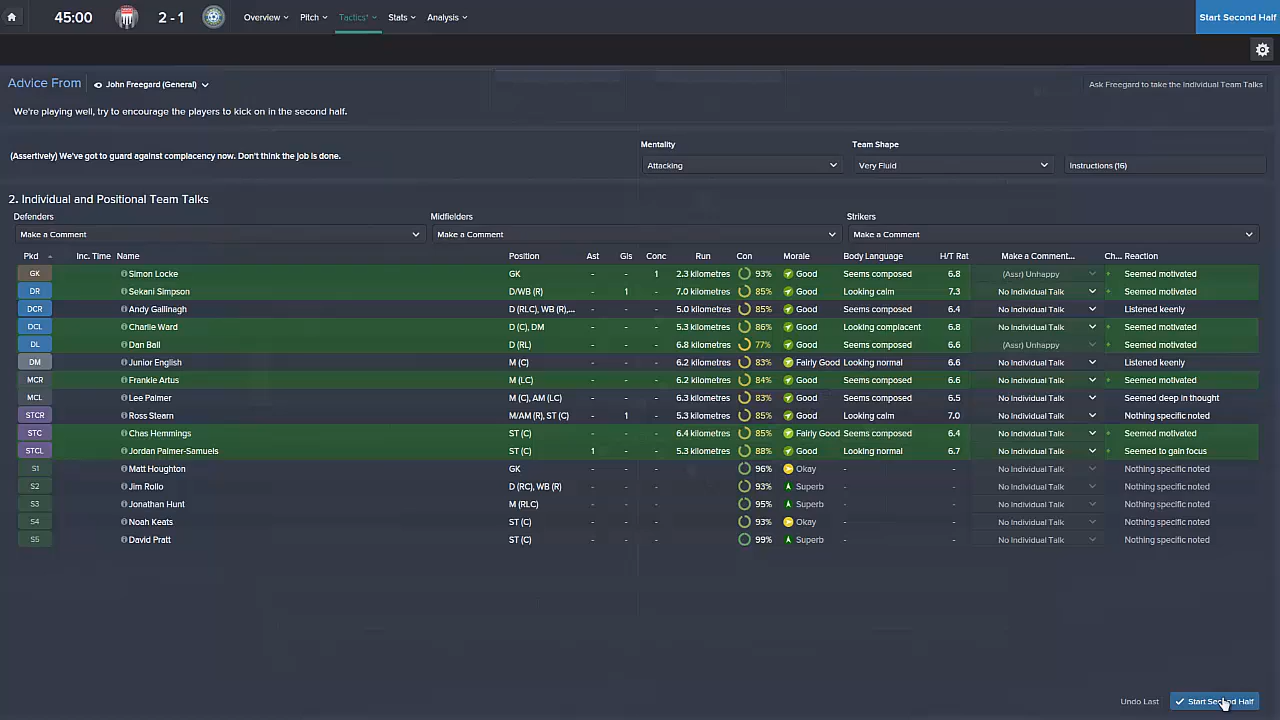 45:00 2 - 1 Overview Pitch Tactics* Stats Analysis Start Second Half
Advice From John Freegard (General) Ask Freegard to take the Individual Team Talks
We're playing well, try to encourage the players to kick on in the second half.
Mentality Team Shape
(Assertively) We've got to guard against complacency now. Don't think the job is done. Attacking Very Fluid Instructions (16)
2. Individual and Positional Team Talks
Defenders Midfielders Strikers
Make a Comment Make a Comment Make a Comment
Pkd Inc. Time Name Position Ast Gls Conc Run Con Morale Body Language H/T Rat Make a Comment... Ch... Reaction
GK Simon Locke GK - - 1 2.3 kilometres 93% Good Seems composed 6.8 (Assr) Unhappy Seemed motivated
DR Sekani Simpson D/WB (R) - 1 - 7.0 kilometres 85% Good Looking calm 7.3 No Individual Talk Seemed motivated
DCR Andy Gallinagh D (RLC), WB (R),... - - - 5.0 kilometres 85% Good Seems composed 6.4 No Individual Talk Listened keenly
DCL Charlie Ward D (C), DM - - - 5.3 kilometres 86% Good Looking complacent 6.8 No Individual Talk Seemed motivated
DL Dan Ball D (RL) - - - 6.8 kilometres 77% Good Seems composed 6.6 (Assr) Unhappy Seemed motivated
DM Junior English M (C) - - - 6.2 kilometres 83% Fairly Good Looking normal 6.6 No Individual Talk Listened keenly
MCR Frankie Artus M (LC) - - - 6.2 kilometres 84% Good Seems composed 6.6 No Individual Talk Seemed motivated
MCL Lee Palmer M (C), AM (LC) - - - 6.3 kilometres 83% Good Seems composed 6.5 No Individual Talk Seemed deep in thought
STCR Ross Stearn M/AM (R), ST (C) - 1 - 5.3 kilometres 85% Good Looking calm 7.0 No Individual Talk Nothing specific noted
STC Chas Hemmings ST (C) - - - 6.4 kilometres 85% Fairly Good Seems composed 6.4 No Individual Talk Seemed motivated
STCL Jordan Palmer-Samuels ST (C) 1 - - 5.3 kilometres 88% Good Looking normal 6.7 No Individual Talk Seemed to gain focus
S1 Matt Houghton GK - - - 96% Okay - - No Individual Talk Nothing specific noted
S2 Jim Rollo D (RC), WB (R) - - - 93% Superb - - No Individual Talk Nothing specific noted
S3 Jonathan Hunt M (RLC) - - - 95% Superb - - No Individual Talk Nothing specific noted
S4 Noah Keats ST (C) - - - 93% Okay - - No Individual Talk Nothing specific noted
S5 David Pratt ST (C) - - - 99% Superb - - No Individual Talk Nothing specific noted
Undo Last Start Second Half